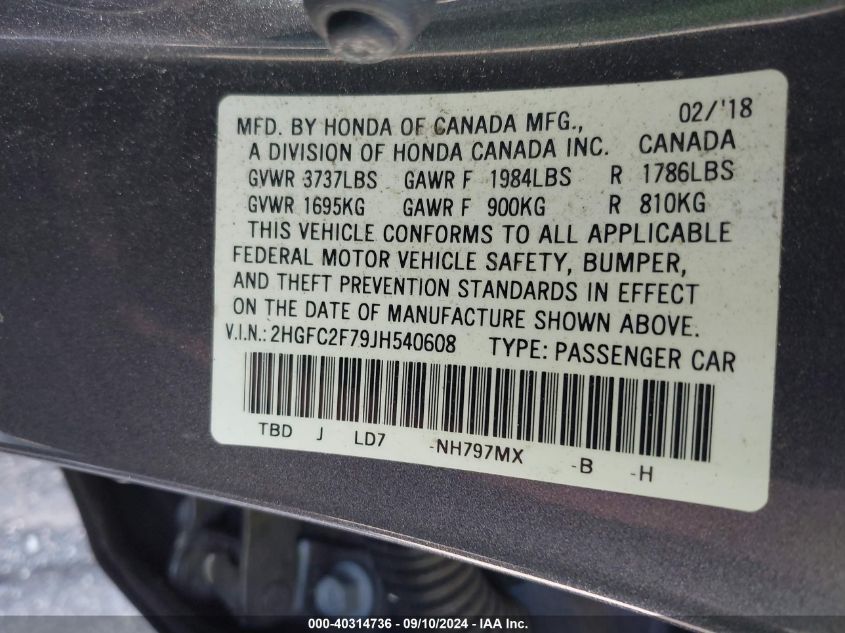 02/'18
MFD. BY HONDA OF CANADA MFG.,
A DIVISION OF HONDA CANADA INC. CANADA
GVWR 3737LBS GAWR F 1984LBS R 1786LBS
GVWR 1695KG GAWR F 900KG R 810KG
THIS VEHICLE CONFORMS TO ALL APPLICABLE
FEDERAL MOTOR VEHICLE SAFETY, BUMPER,
AND THEFT PREVENTION STANDARDS IN EFFECT
ON THE DATE OF MANUFACTURE SHOWN ABOVE.
V.I.N.: 2HGFC2F79JH540608 TYPE: PASSENGER CAR
TBD J LD7 -NH797MX -B -H
000-40314736 - 09/10/2024 - IAA Inc.